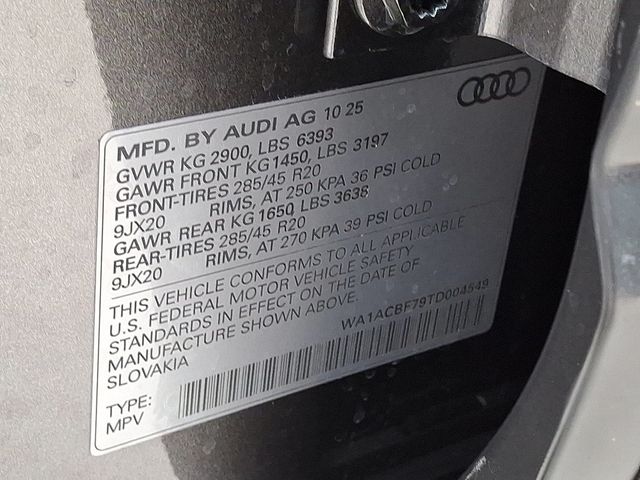 MFD. BY AUDI AG 10 25
GVWR KG 2900, LBS 6393
GAWR FRONT KG1450, LBS 3197
FRONT-TIRES 285/45 R20
9JX20 RIMS, AT 250 KPA 36 PSI COLD
GAWR REAR KG 1650, LBS 3638
REAR-TIRES 285/45 R20
9JX20 RIMS, AT 270 KPA 39 PSI COLD
THIS VEHICLE CONFORMS TO ALL APPLICABLE
U.S. FEDERAL MOTOR VEHICLE SAFETY
STANDARDS IN EFFECT ON THE DATE OF
MANUFACTURE SHOWN ABOVE.
SLOVAKIA WA1ACBF79TD004549
TYPE:
MPV